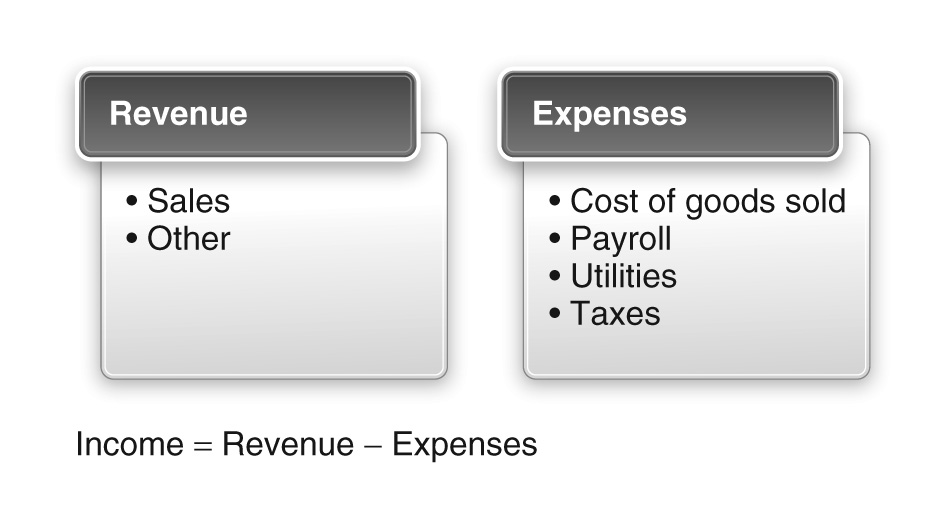 Revenue
• Sales
• Other
Expenses
• Cost of goods sold
• Payroll
• Utilities
• Taxes
Income = Revenue – Expenses